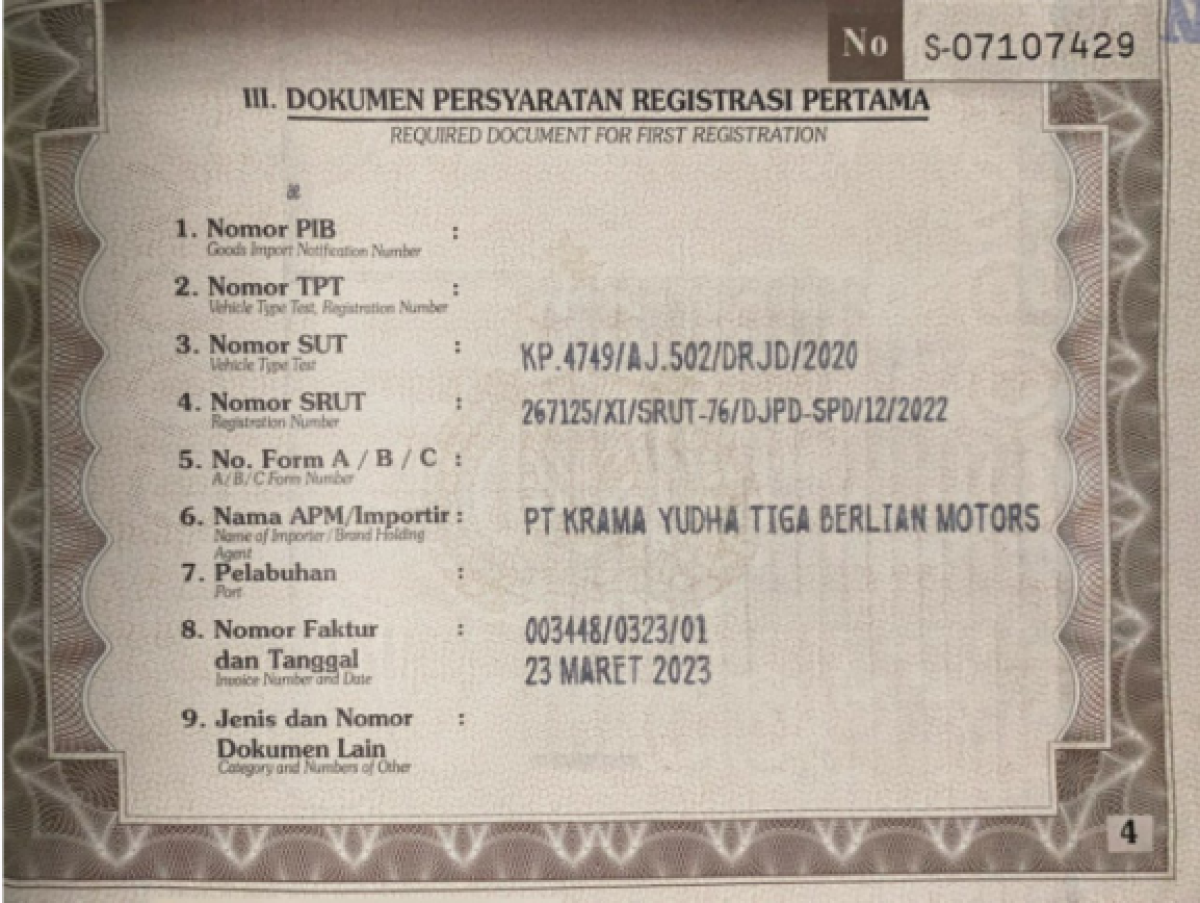 No S-07107429
III. DOKUMEN PERSYARATAN REGISTRASI PERTAMA
REQUIRED DOCUMENT FOR FIRST REGISTRATION
1. Nomor PIB :
Goods Import Notification Number
2. Nomor TPT :
Vehicle Type Test, Registration Number
3. Nomor SUT : KP.4749/AJ.502/DRJD/2020
Vehicle Type Test
4. Nomor SRUT : 267125/XI/SRUT-76/DJPD-SPD/12/2022
Registration Number
5. No. Form A / B / C :
A / B / C Form Number
6. Nama APM/Importir : PT KRAMA YUDHA TIGA BERLIAN MOTORS
Name of Importer / Brand Holding
Agent
7. Pelabuhan :
Port
8. Nomor Faktur : 003448/0323/01
dan Tanggal 23 MARET 2023
Invoice Number and Date
9. Jenis dan Nomor :
Dokumen Lain
Category and Numbers of Other
4